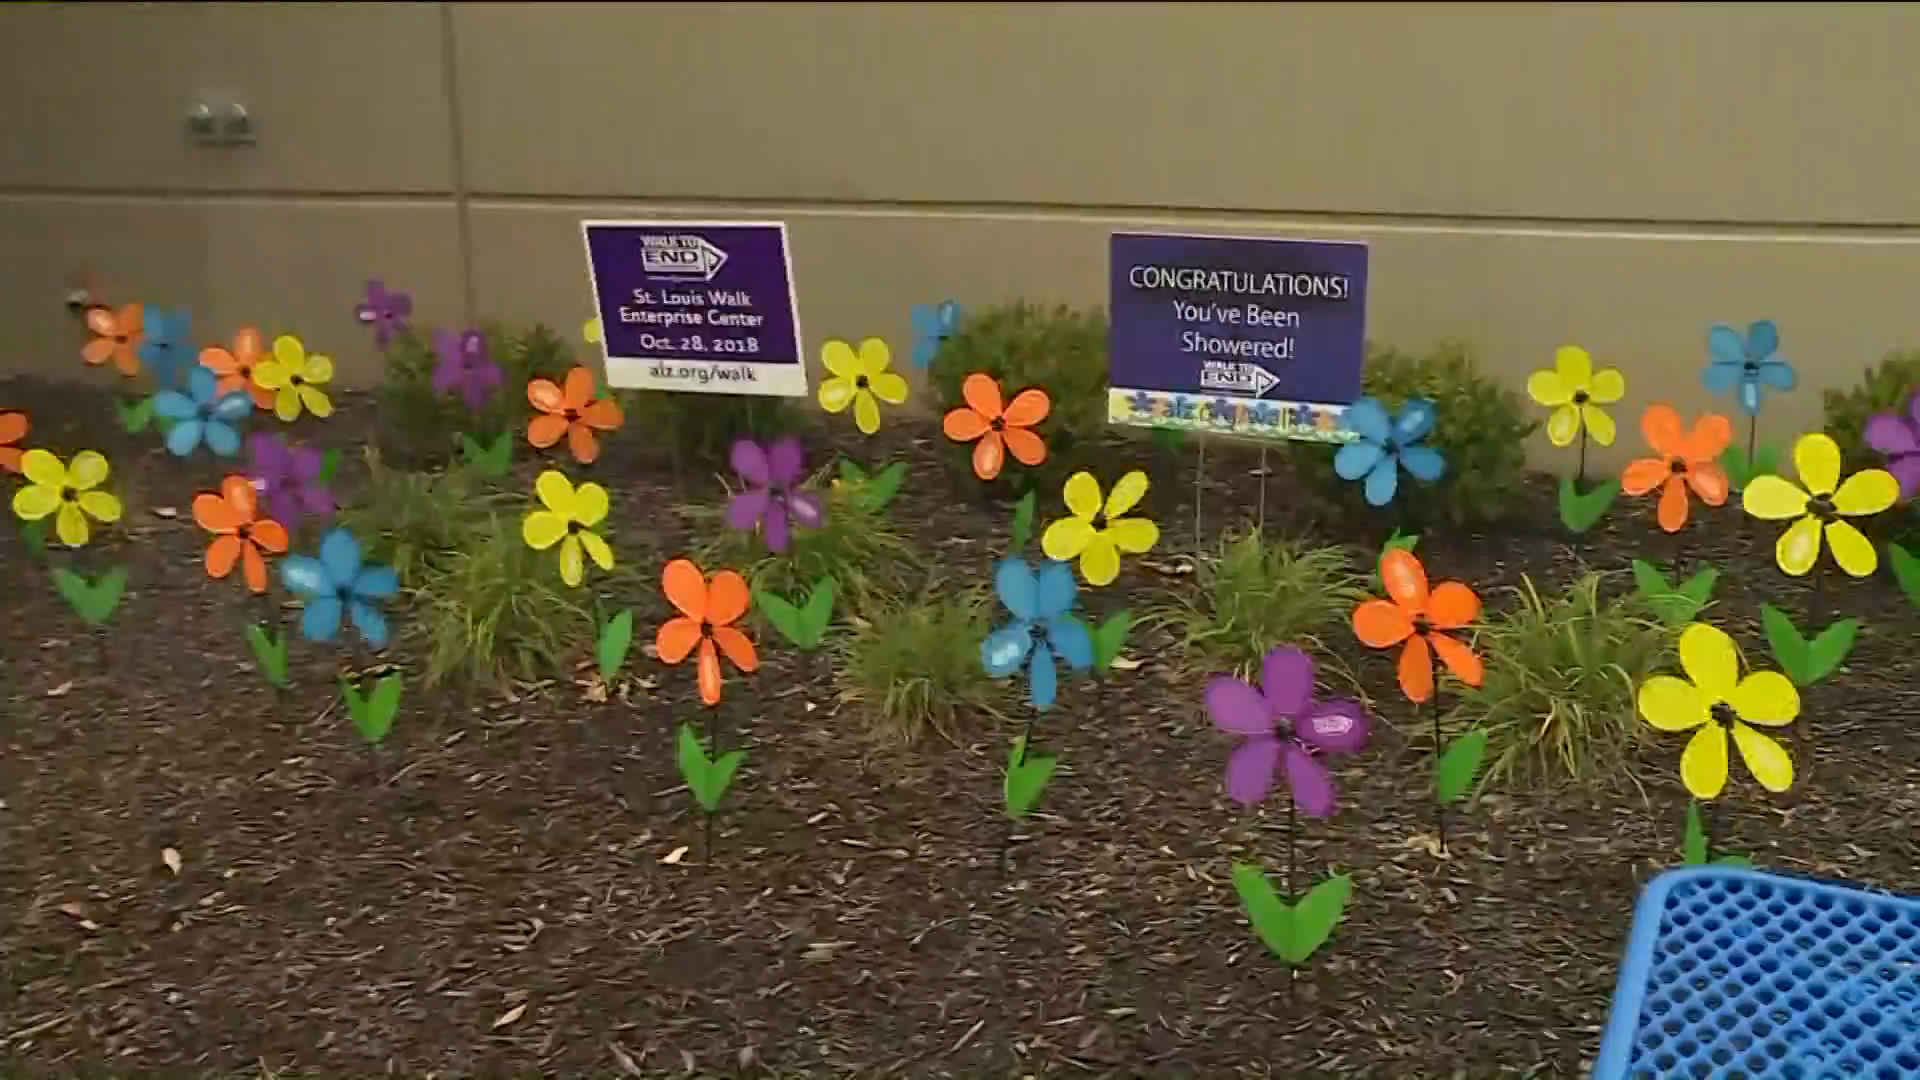 WALK TO
END
St. Louis Walk
Enterprise Center
Oct. 28, 2018
alz.org/walk
CONGRATULATIONS!
You've Been
Showered!
WALK TO
END